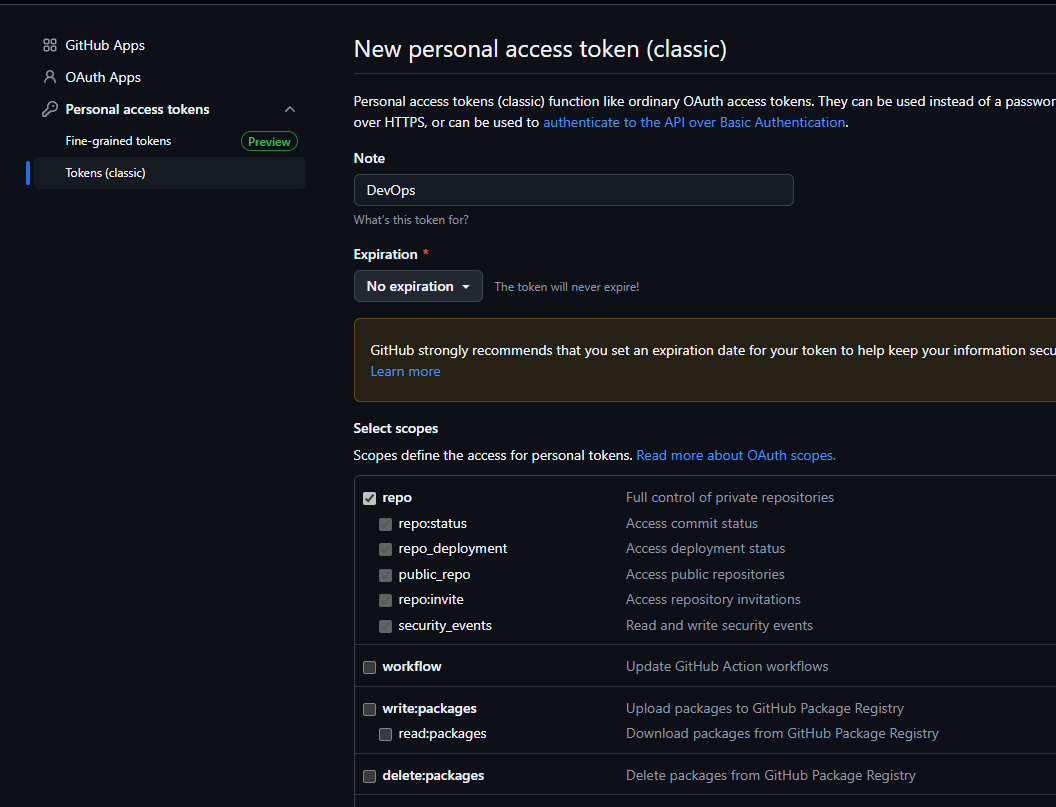 GitHub Apps
OAuth Apps
Personal access tokens
Fine-grained tokens Preview
Tokens (classic)
New personal access token (classic)
Personal access tokens (classic) function like ordinary OAuth access tokens. They can be used instead of a passwor
over HTTPS, or can be used to authenticate to the API over Basic Authentication.
Note
DevOps
What's this token for?
Expiration *
No expiration The token will never expire!
GitHub strongly recommends that you set an expiration date for your token to help keep your information secu
Learn more
Select scopes
Scopes define the access for personal tokens. Read more about OAuth scopes.
repo Full control of private repositories
repo:status Access commit status
repo_deployment Access deployment status
public_repo Access public repositories
repo:invite Access repository invitations
security_events Read and write security events
workflow Update GitHub Action workflows
write:packages Upload packages to GitHub Package Registry
read:packages Download packages from GitHub Package Registry
delete:packages Delete packages from GitHub Package Registry